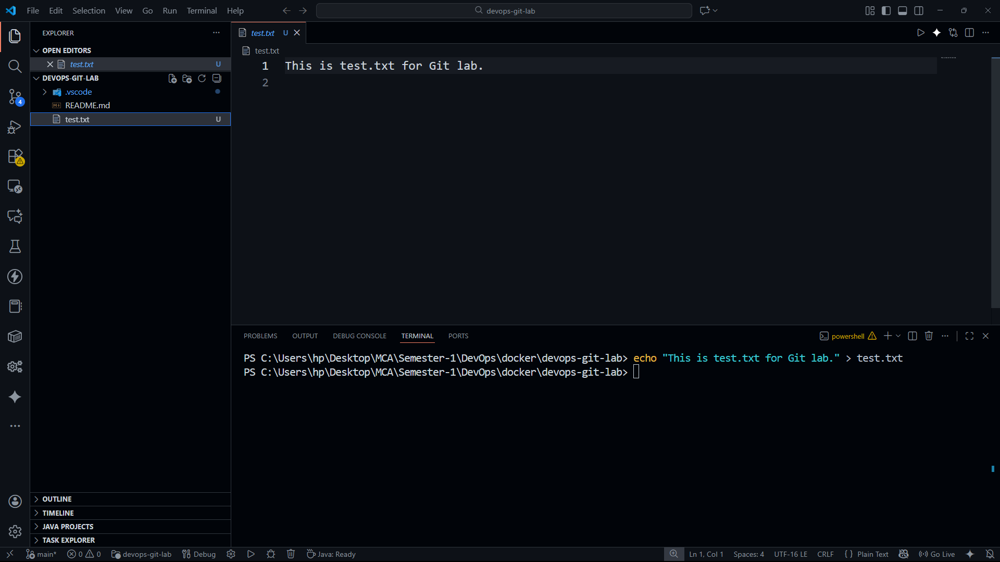 File Edit Selection View Go Run Terminal Help
devops-git-lab
EXPLORER
OPEN EDITORS
test.txt U
DEVOPS-GIT-LAB
.vscode
README.md
test.txt U
4
OUTLINE
TIMELINE
JAVA PROJECTS
TASK EXPLORER
test.txt U
test.txt
1 This is test.txt for Git lab.
2
PROBLEMS OUTPUT DEBUG CONSOLE TERMINAL PORTS
powershell
PS C:\Users\hp\Desktop\MCA\Semester-1\DevOps\docker\devops-git-lab> echo "This is test.txt for Git lab." > test.txt
PS C:\Users\hp\Desktop\MCA\Semester-1\DevOps\docker\devops-git-lab>
main* 0 0 devops-git-lab Debug Java: Ready Ln 1, Col 1 Spaces: 4 UTF-16 LE CRLF { } Plain Text Go Live